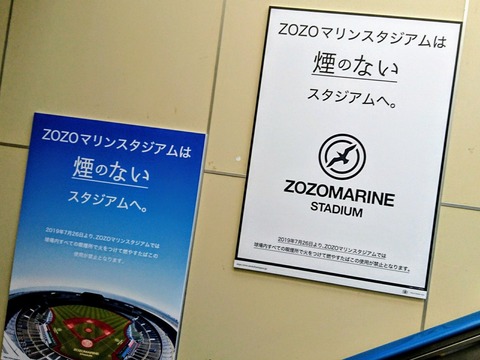 ZOZOマリンスタジアムは
煙のない
スタジアムへ。
2019年7月26日より、ZOZOマリンスタジアムでは
球場内すべての喫煙所で火をつけて燃やすたばこの
使用が禁止となります。
ZOZOマリンスタジアムは
煙のない
スタジアムへ。
ZOZOMARINE
STADIUM
2019年7月26日より、ZOZOマリンスタジアムでは
球場内すべての喫煙所で火をつけて燃やすたばこの
使用が禁止となります。